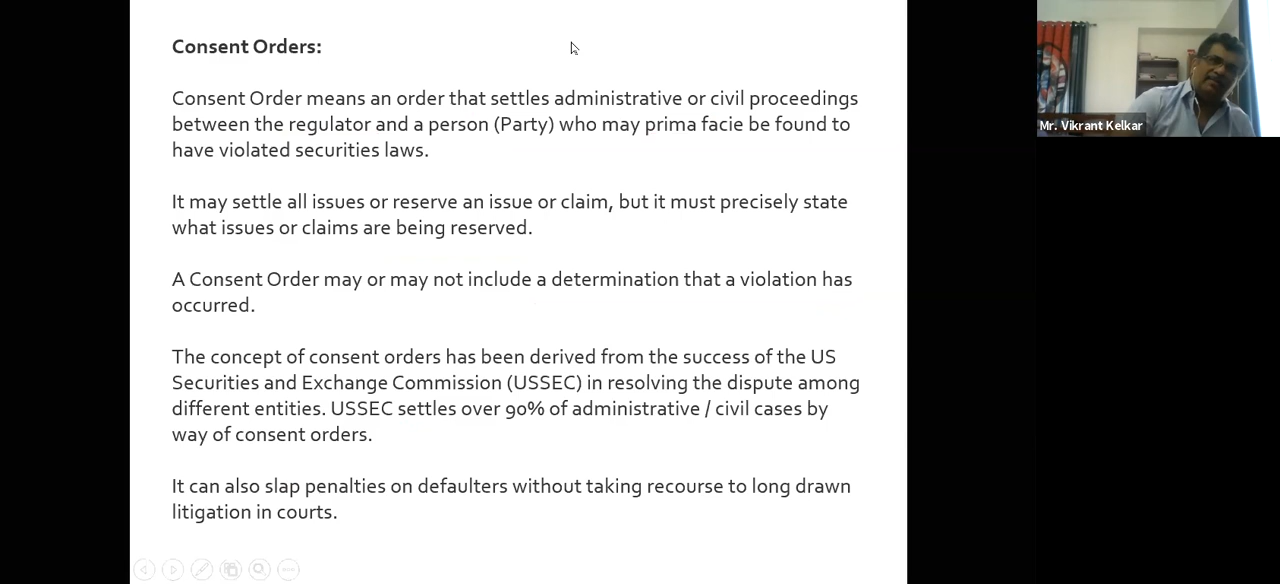 Consent Orders:
Consent Order means an order that settles administrative or civil proceedings
between the regulator and a person (Party) who may prima facie be found to
have violated securities laws.
It may settle all issues or reserve an issue or claim, but it must precisely state
what issues or claims are being reserved.
A Consent Order may or may not include a determination that a violation has
occurred.
The concept of consent orders has been derived from the success of the US
Securities and Exchange Commission (USSEC) in resolving the dispute among
different entities. USSEC settles over 90% of administrative / civil cases by
way of consent orders.
It can also slap penalties on defaulters without taking recourse to long drawn
litigation in courts.
Mr. Vikrant Kelkar